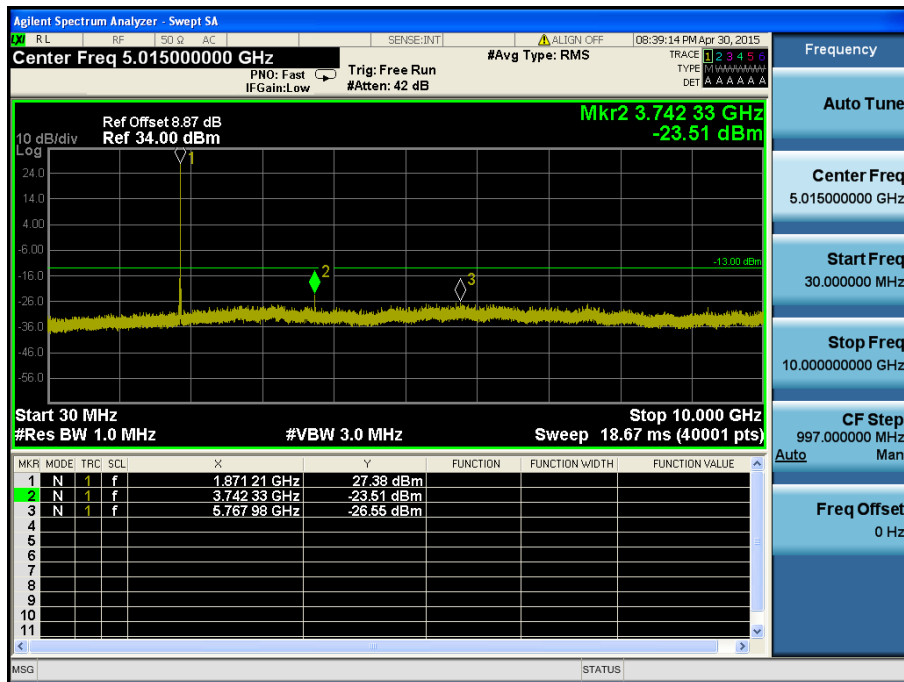 Agilent Spectrum Analyzer - Swept SA
LXI RL RF 50 Ω AC SENSE:INT ALIGN OFF 08:39:14 PM Apr 30, 2015
Center Freq 5.015000000 GHz
PNO: Fast
IFGain:Low
Trig: Free Run
#Atten: 42 dB
#Avg Type: RMS
TRACE 1 2 3 4 5 6
TYPE M WWWWW
DET A A A A A A
Ref Offset 8.87 dB
Ref 34.00 dBm
10 dB/div
Log
Mkr2 3.742 33 GHz
-23.51 dBm
24.0
14.0
4.00
-6.00
-16.0
-26.0
-36.0
-46.0
-56.0
1
2
3
-13.00 dBm
Start 30 MHz Stop 10.000 GHz
#Res BW 1.0 MHz #VBW 3.0 MHz Sweep 18.67 ms (40001 pts)
MKR MODE TRC SCL X Y FUNCTION FUNCTION WIDTH FUNCTION VALUE
1 N 1 f 1.871 21 GHz 27.38 dBm
2 N 1 f 3.742 33 GHz -23.51 dBm
3 N 1 f 5.767 98 GHz -26.55 dBm
4
5
6
7
8
9
10
11
MSG STATUS
Frequency
Auto Tune
Center Freq
5.015000000 GHz
Start Freq
30.000000 MHz
Stop Freq
10.000000000 GHz
CF Step
997.000000 MHz
Auto Man
Freq Offset
0 Hz